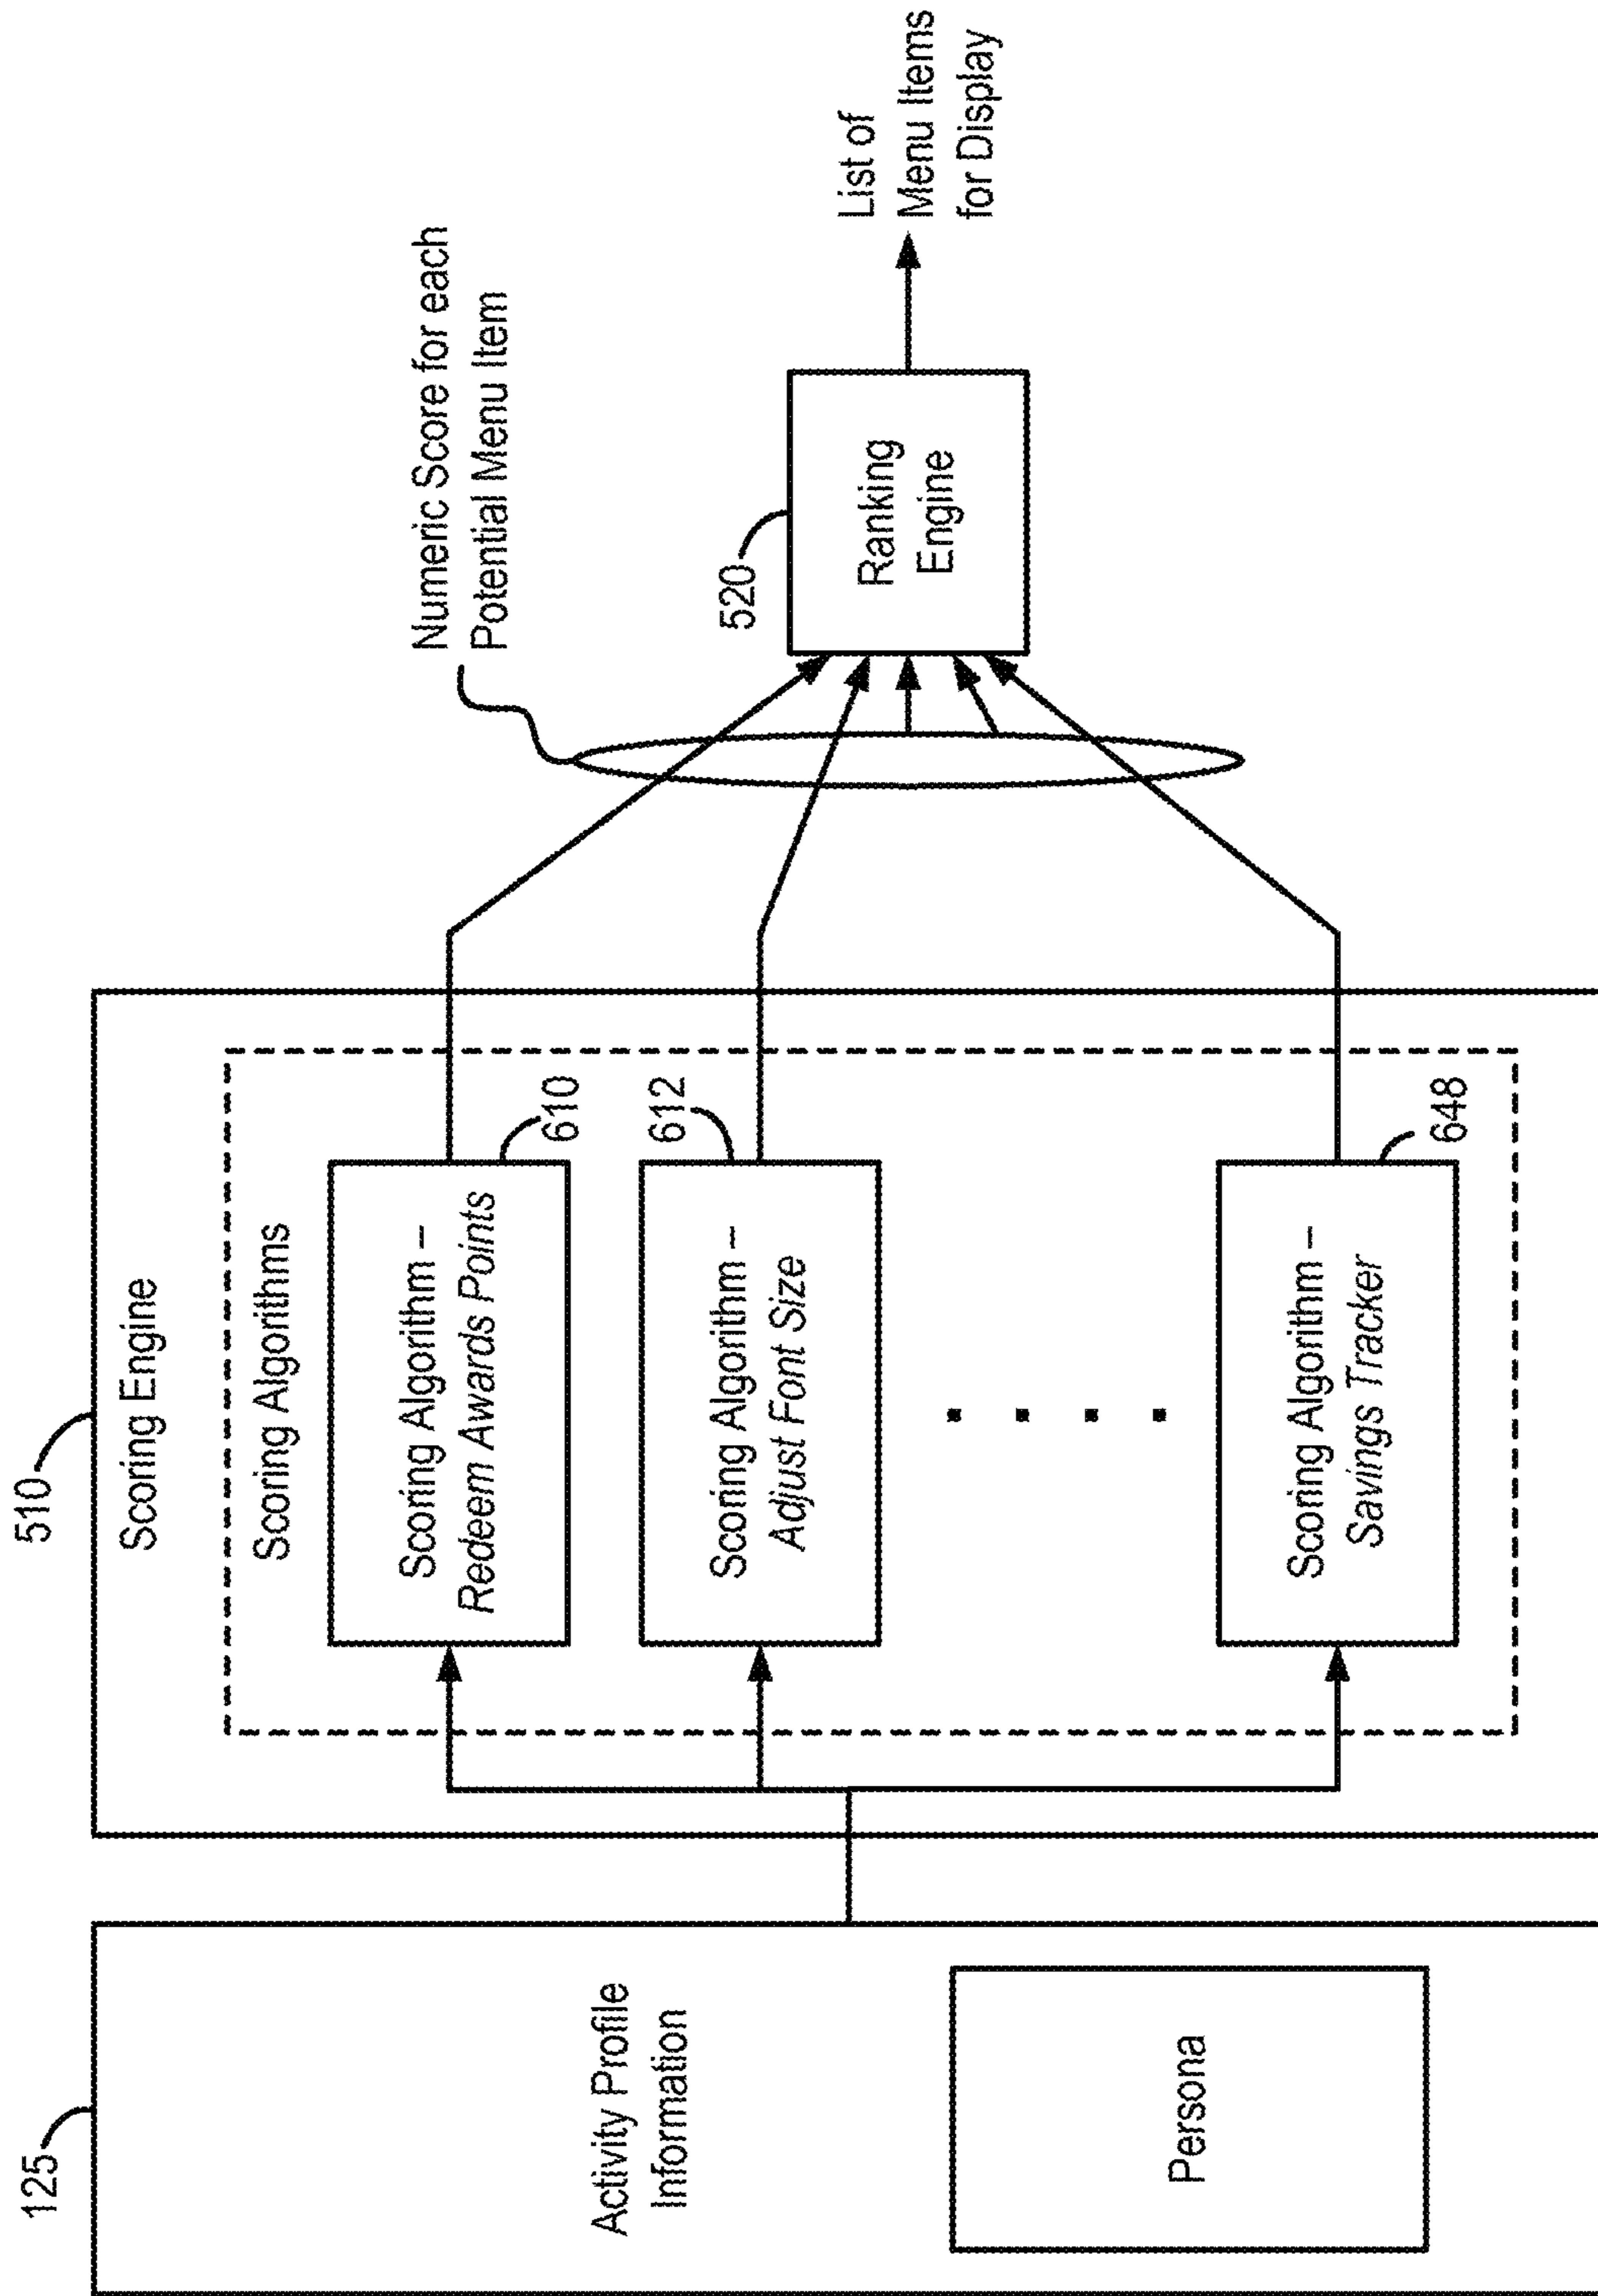 125
Activity Profile
Information
Persona
510
Scoring Engine
Scoring Algorithms
Scoring Algorithm –
Redeem Awards Points
610
Scoring Algorithm –
Adjust Font Size
612
Scoring Algorithm –
Savings Tracker
648
Numeric Score for each
Potential Menu Item
520
Ranking
Engine
List of
Menu Items
for Display